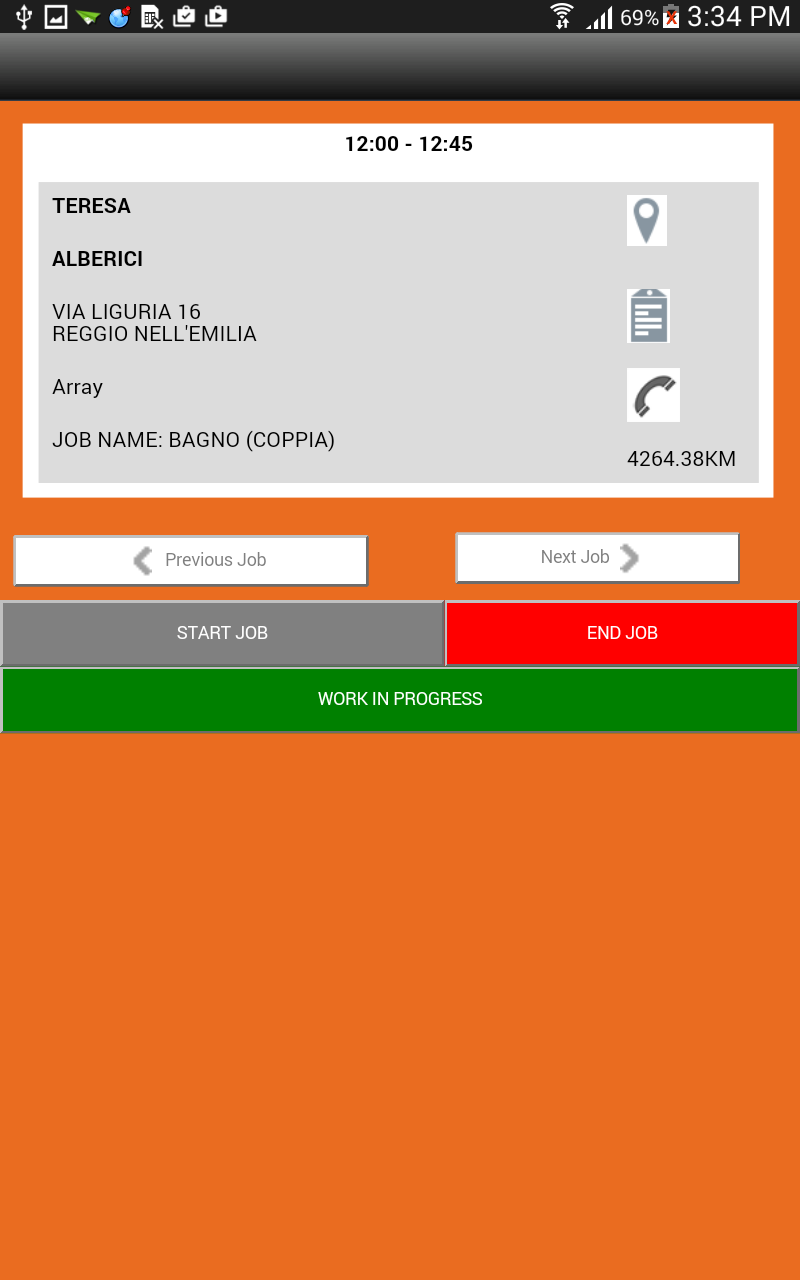 69% 3:34 PM
12:00 - 12:45
TERESA
ALBERICI
VIA LIGURIA 16
REGGIO NELL'EMILIA
Array
JOB NAME: BAGNO (COPPIA)
4264.38KM
Previous Job
Next Job
START JOB
END JOB
WORK IN PROGRESS